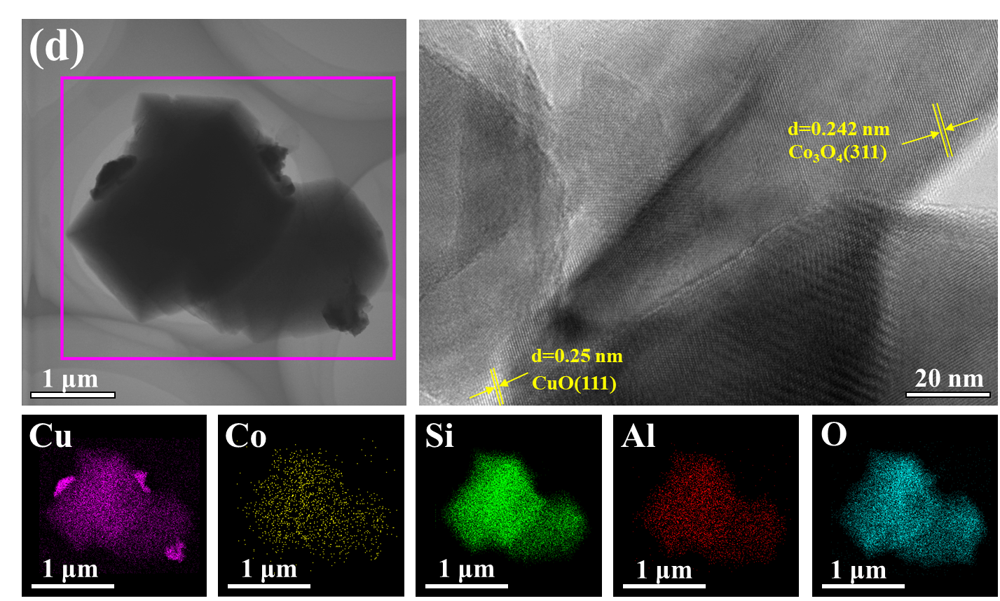 (d)
1 μm
d=0.242 nm
Co₃O₄(311)
d=0.25 nm
CuO(111)
20 nm
Cu
1 μm
Co
1 μm
Si
1 μm
Al
1 μm
O
1 μm